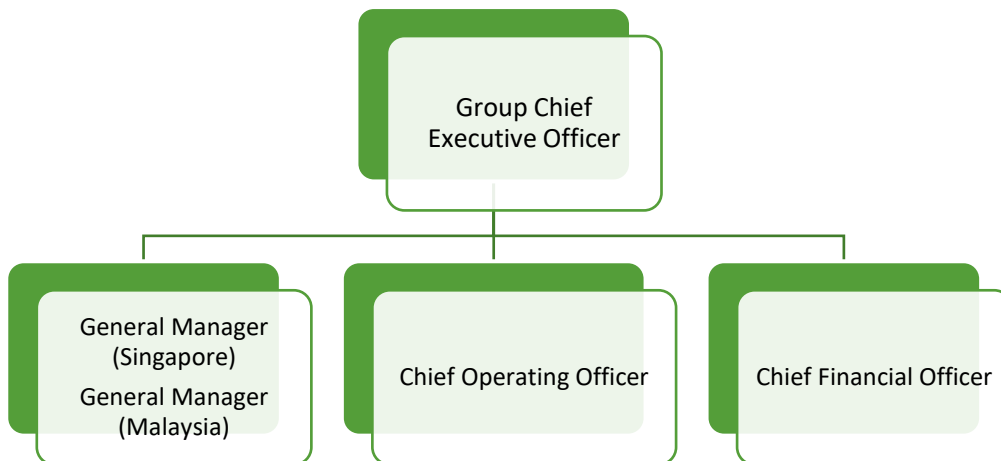 Group Chief
Executive Officer
General Manager
(Singapore)
General Manager
(Malaysia)
Chief Operating Officer
Chief Financial Officer